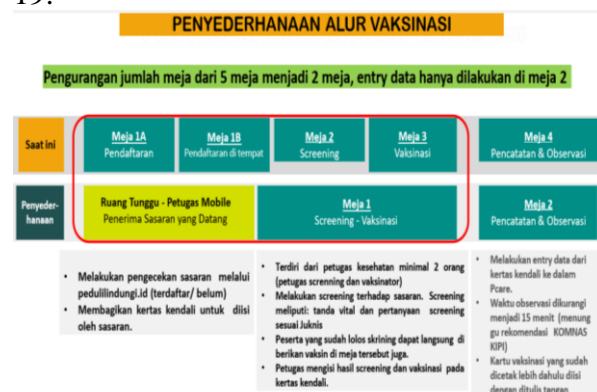 19.
PENYEDERHANAAN ALUR VAKSINASI
Pengurangan jumlah meja dari 5 meja menjadi 2 meja, entry data hanya dilakukan di meja 2
Saat ini
Meja 1A
Pendaftaran
Meja 1B
Pendaftaran di tempat
Meja 2
Screening
Meja 3
Vaksinasi
Meja 4
Pencatatan & Observasi
Penyeder-
hanaan
Ruang Tunggu - Petugas Mobile
Penerima Sasaran yang Datang
Meja 1
Screening - Vaksinasi
Meja 2
Pencatatan & Observasi
• Melakukan pengecekan sasaran melalui
pedulilindungi.id (terdaftar/ belum)
• Membagikan kertas kendali untuk diisi
oleh sasaran.
• Terdiri dari petugas kesehatan minimal 2 orang
(petugas screnning dan vaksinator)
• Melakukan screening terhadap sasaran. Screening
meliputi: tanda vital dan pertanyaan screening
sesuai Juknis
• Peserta yang sudah lolos skrining dapat langsung di
berikan vaksin di meja tersebut juga.
• Petugas mengisi hasil screening dan vaksinasi pada
kertas kendali.
• Melakukan entry data dari
kertas kendali ke dalam
Pcare.
• Waktu observasi dikurangi
menjadi 15 menit (menung
gu rekomendasi KOMNAS
KIPI)
• Kartu vaksinasi yang sudah
dicetak lebih dahulu diisi
dengan ditulis tangan